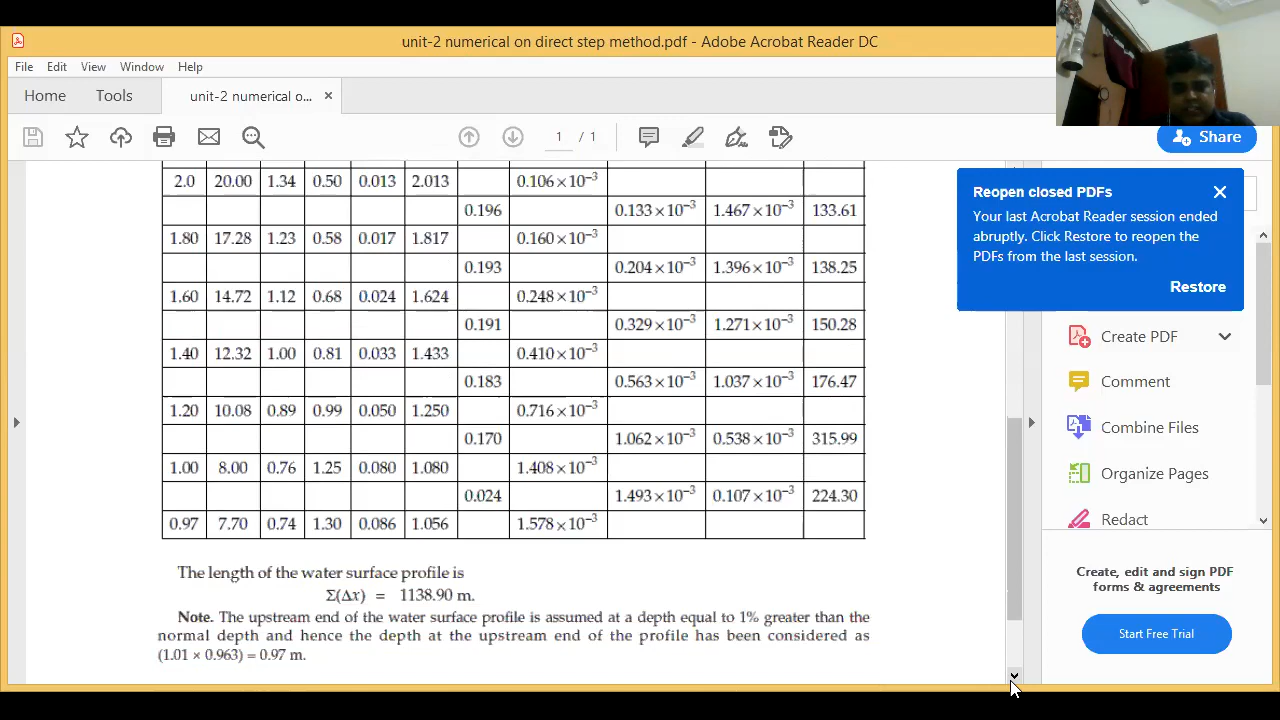 unit-2 numerical on direct step method.pdf - Adobe Acrobat Reader DC
File Edit View Window Help
Home Tools unit-2 numerical o... ×
1 / 1
Share
2.0 20.00 1.34 0.50 0.013 2.013 0.106×10⁻³
0.196 0.133×10⁻³ 1.467×10⁻³ 133.61
1.80 17.28 1.23 0.58 0.017 1.817 0.160×10⁻³
0.193 0.204×10⁻³ 1.396×10⁻³ 138.25
1.60 14.72 1.12 0.68 0.024 1.624 0.248×10⁻³
0.191 0.329×10⁻³ 1.271×10⁻³ 150.28
1.40 12.32 1.00 0.81 0.033 1.433 0.410×10⁻³
0.183 0.563×10⁻³ 1.037×10⁻³ 176.47
1.20 10.08 0.89 0.99 0.050 1.250 0.716×10⁻³
0.170 1.062×10⁻³ 0.538×10⁻³ 315.99
1.00 8.00 0.76 1.25 0.080 1.080 1.408×10⁻³
0.024 1.493×10⁻³ 0.107×10⁻³ 224.30
0.97 7.70 0.74 1.30 0.086 1.056 1.578×10⁻³
The length of the water surface profile is
Σ(Δx) = 1138.90 m.
Note. The upstream end of the water surface profile is assumed at a depth equal to 1% greater than the
normal depth and hence the depth at the upstream end of the profile has been considered as
(1.01 × 0.963) = 0.97 m.
Reopen closed PDFs
Your last Acrobat Reader session ended
abruptly. Click Restore to reopen the
PDFs from the last session.
Restore
Create PDF
Comment
Combine Files
Organize Pages
Redact
Create, edit and sign PDF
forms & agreements
Start Free Trial